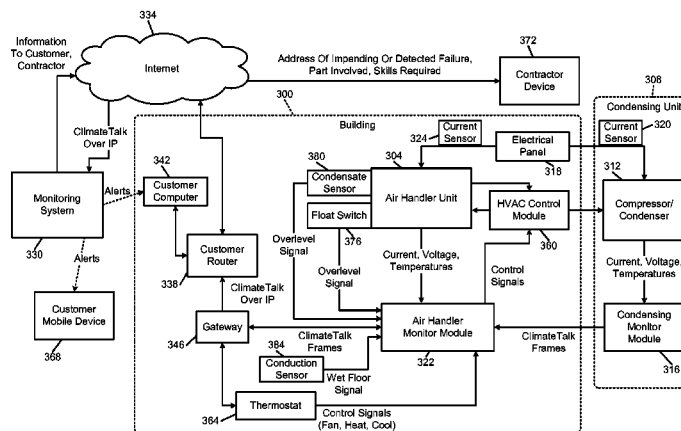 334
Information
To Customer,
Contractor
Internet
Address Of Impending Or Detected Failure,
Part Involved, Skills Required
372
Contractor
Device
300
308
Condensing Unit
Building
ClimateTalk
Over IP
342
Customer
Computer
Alerts
Monitoring
System
330
Alerts
Customer
Mobile Device
368
Customer
Router
338
ClimateTalk
Over IP
Gateway
346
380
Condensate
Sensor
304
Air Handler
Unit
Float Switch
376
324
Current
Sensor
Electrical
Panel
318
Current
Sensor
320
312
Compressor/
Condenser
HVAC Control
Module
360
Overlevel
Signal
Overlevel
Signal
Current, Voltage,
Temperatures
Control
Signals
Current, Voltage,
Temperatures
Air Handler
Monitor Module
322
ClimateTalk
Frames
ClimateTalk
Frames
Condensing
Monitor
Module
316
384
Conduction
Sensor
Wet Floor
Signal
Thermostat
364
Control Signals
(Fan, Heat, Cool)